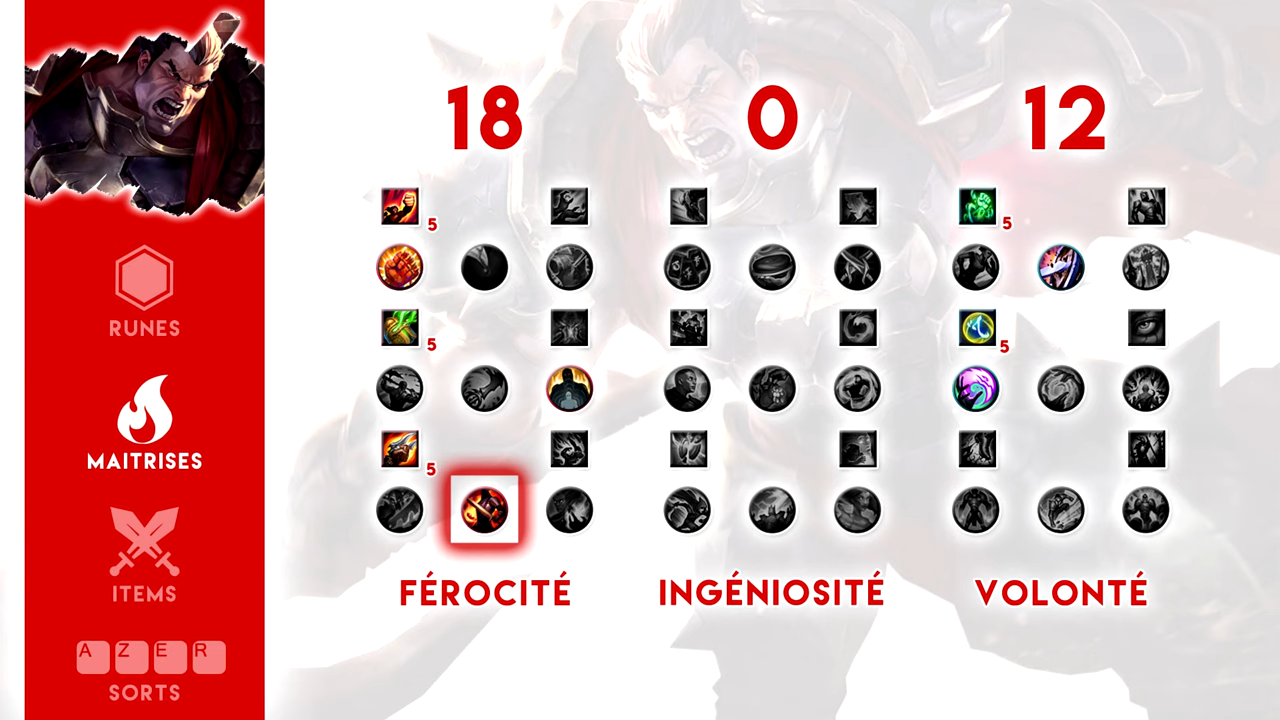 RUNES
MAITRISES
ITEMS
A Z E R
SORTS
18 0 12
5 5
5 5
5
FÉROCITÉ INGÉNIOSITÉ VOLONTÉ